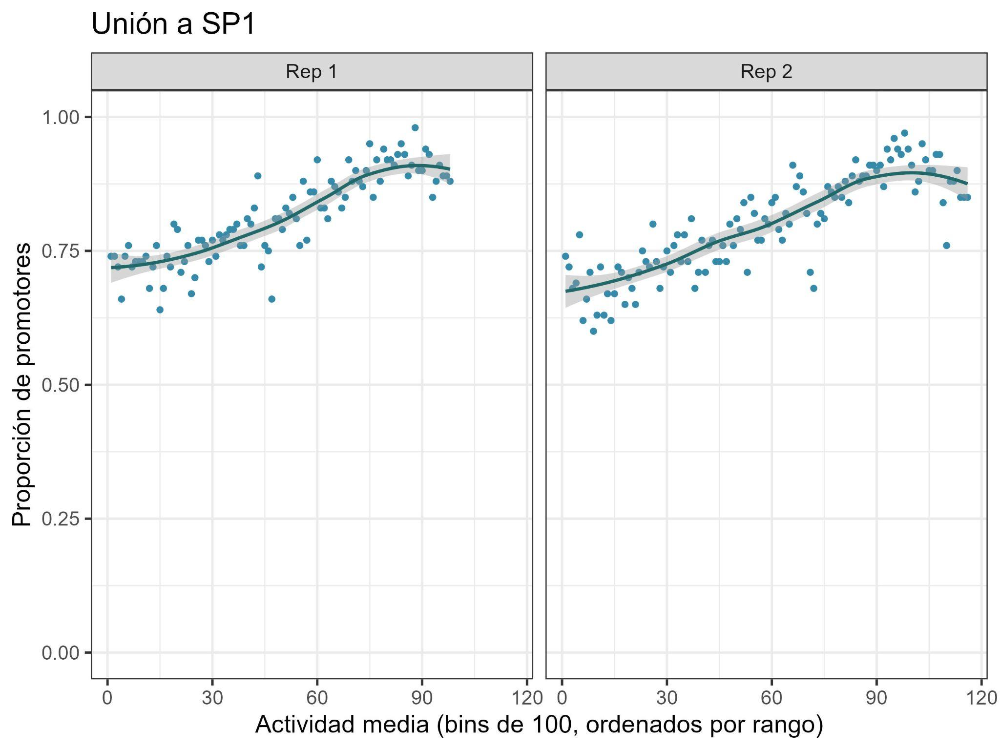 Unión a SP1
Rep 1
Rep 2
1.00
0.75
0.50
0.25
0.00
Proporción de promotores
0 30 60 90 120
0 30 60 90 120
Actividad media (bins de 100, ordenados por rango)